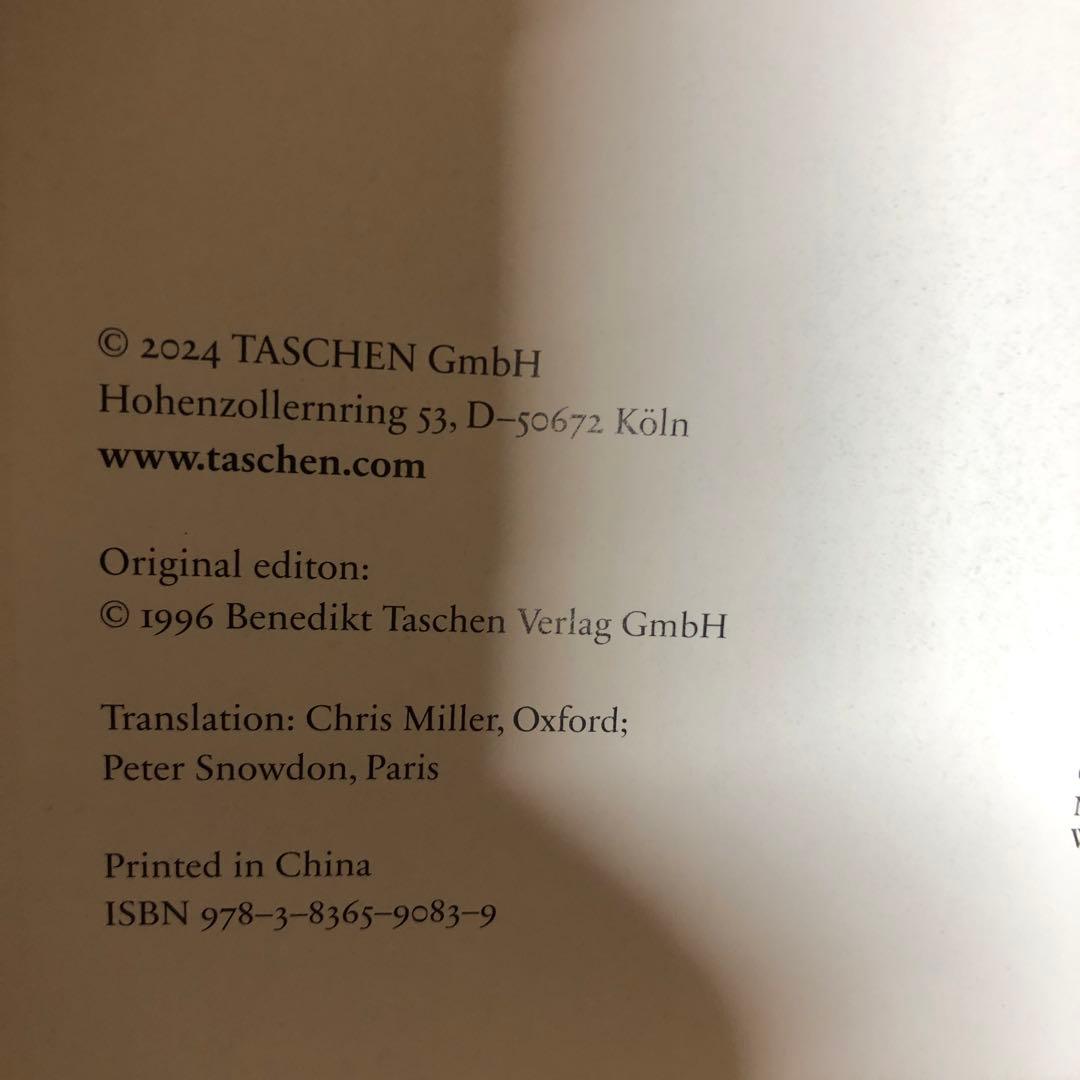 © 2024 TASCHEN GmbH
Hohenzollernring 53, D–50672 Köln
www.taschen.com
Original editon:
© 1996 Benedikt Taschen Verlag GmbH
Translation: Chris Miller, Oxford;
Peter Snowdon, Paris
Printed in China
ISBN 978–3–8365–9083–9